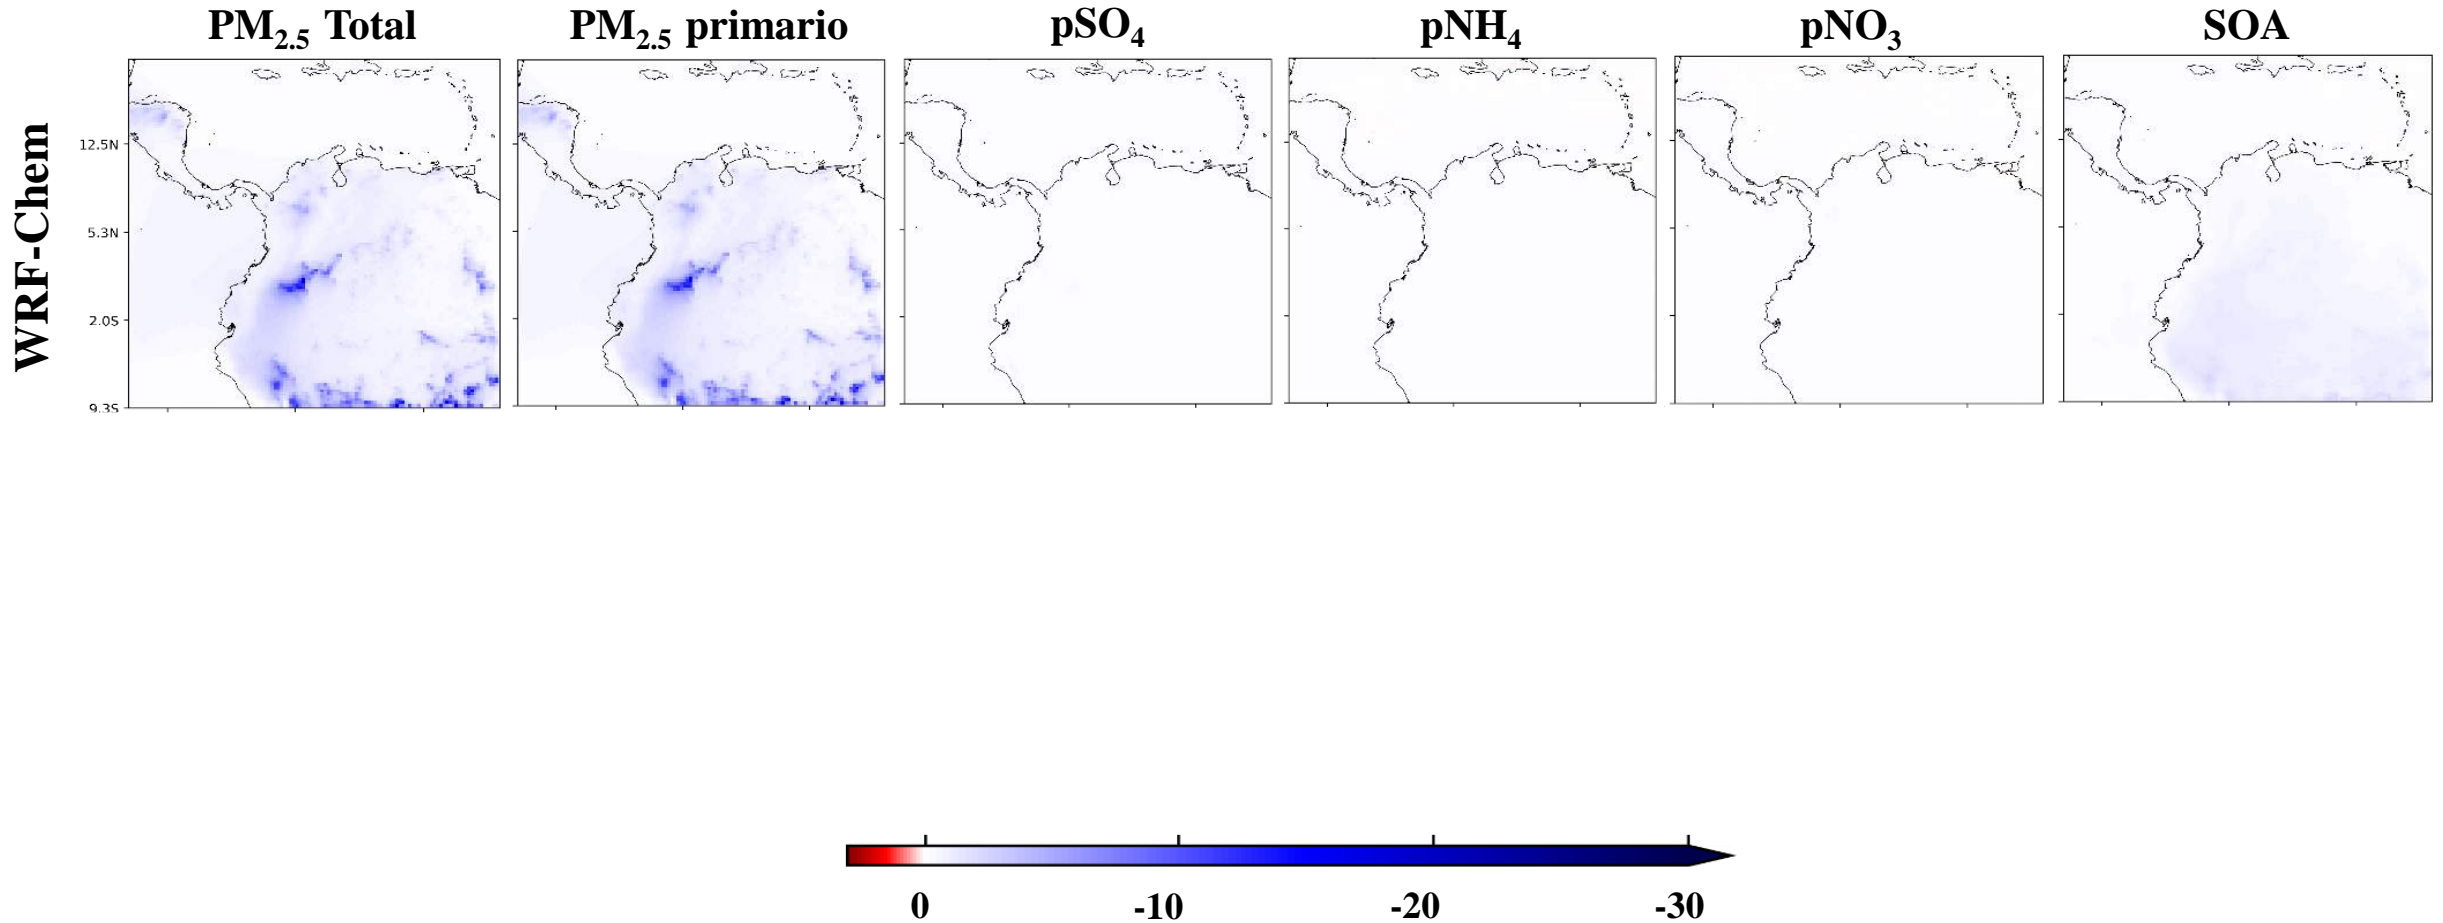 PM2.5 Total
PM2.5 primario
pSO4
pNH4
pNO3
SOA
WRF-Chem
12.5N
5.3N
2.0S
9.3S
0
-10
-20
-30